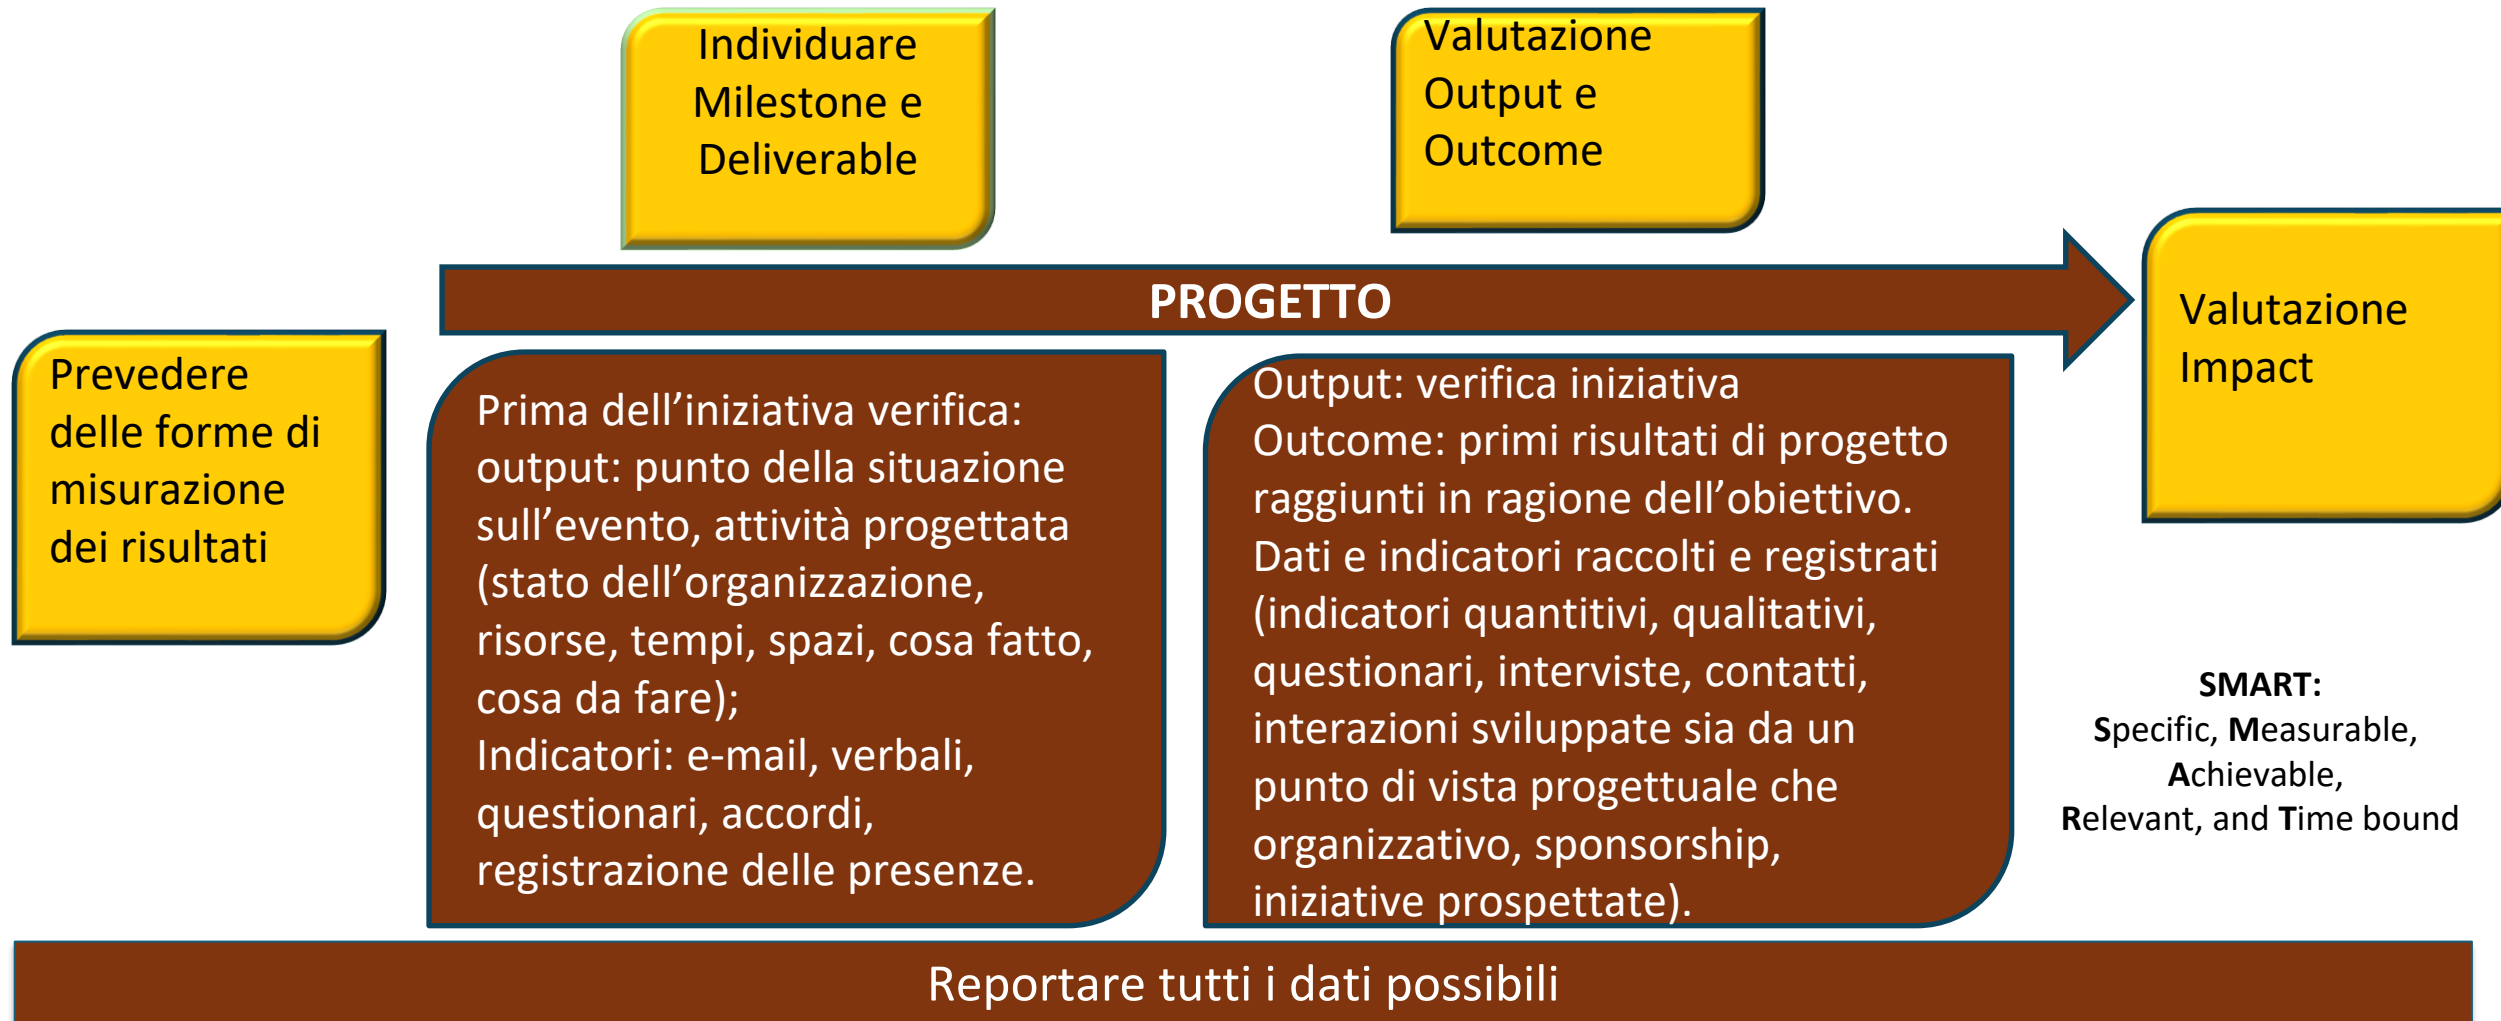 Individuare
Milestone e
Deliverable
Valutazione
Output e
Outcome
PROGETTO
Valutazione
Impact
Prevedere
delle forme di
misurazione
dei risultati
Prima dell’iniziativa verifica:
output: punto della situazione
sull’evento, attività progettata
(stato dell’organizzazione,
risorse, tempi, spazi, cosa fatto,
cosa da fare);
Indicatori: e-mail, verbali,
questionari, accordi,
registrazione delle presenze.
Output: verifica iniziativa
Outcome: primi risultati di progetto
raggiunti in ragione dell’obiettivo.
Dati e indicatori raccolti e registrati
(indicatori quantitivi, qualitativi,
questionari, interviste, contatti,
interazioni sviluppate sia da un
punto di vista progettuale che
organizzativo, sponsorship,
iniziative prospettate).
SMART:
Specific, Measurable,
Achievable,
Relevant, and Time bound
Reportare tutti i dati possibili